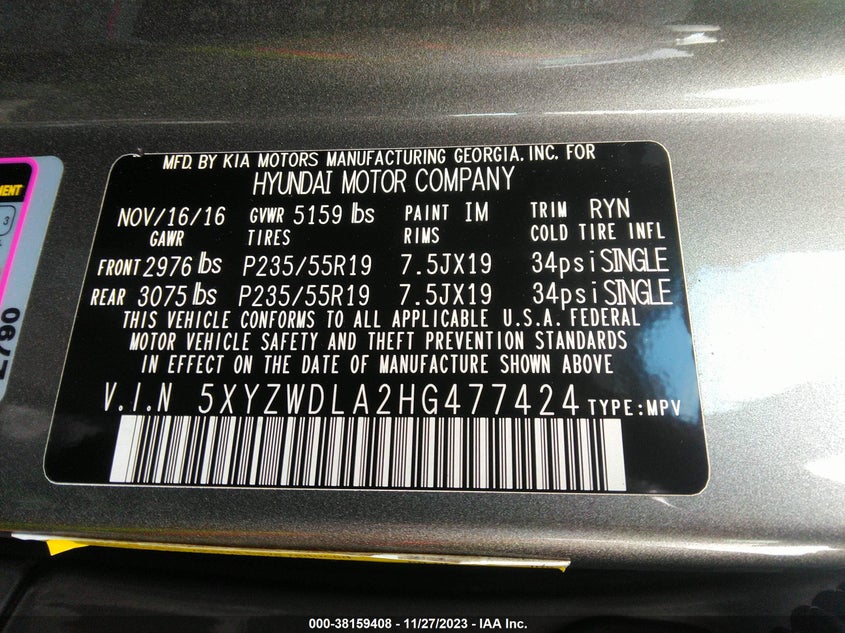 MENT
3
E790
MFD. BY KIA MOTORS MANUFACTURING GEORGIA. INC. FOR
HYUNDAI MOTOR COMPANY
NOV/16/16 GVWR 5159 lbs PAINT IM TRIM RYN
GAWR TIRES RIMS COLD TIRE INFL
FRONT 2976 lbs P235/55R19 7.5JX19 34psi SINGLE
REAR 3075 lbs P235/55R19 7.5JX19 34psi SINGLE
THIS VEHICLE CONFORMS TO ALL APPLICABLE U.S.A. FEDERAL
MOTOR VEHICLE SAFETY AND THEFT PREVENTION STANDARDS
IN EFFECT ON THE DATE OF MANUFACTURE SHOWN ABOVE
V.I.N 5XYZWDLA2HG477424 TYPE:MPV
000-38159408 - 11/27/2023 - IAA Inc.